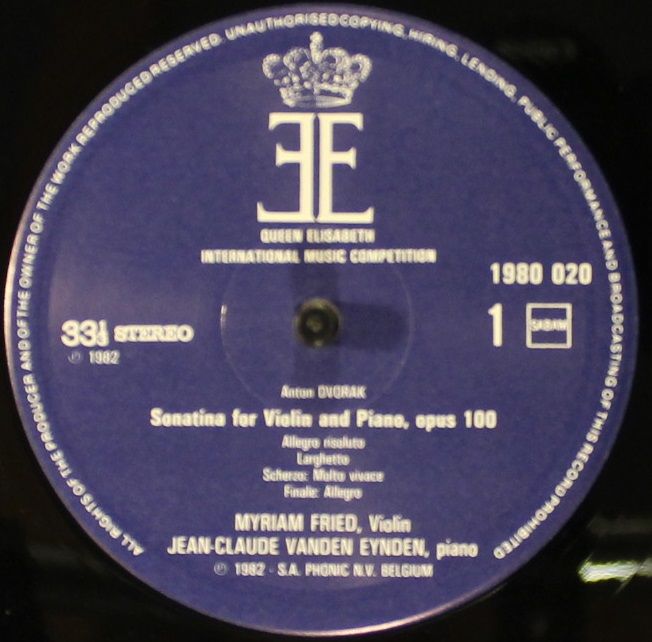 ALL RIGHTS OF THE PRODUCER AND OF THE OWNER OF THE WORK REPRODUCED RESERVED. UNAUTHORISED COPYING, HIRING, LENDING, PUBLIC PERFORMANCE AND BROADCASTING OF THIS RECORD PROHIBITED
ƎE
QUEEN ELISABETH
INTERNATIONAL MUSIC COMPETITION
1980 020
33⅓ STEREO
1
SABAM
℗ 1982
Anton DVORAK
Sonatina for Violin and Piano, opus 100
Allegro risoluto
Larghetto
Scherzo: Molto vivace
Finale: Allegro
MYRIAM FRIED, Violin
JEAN-CLAUDE VANDEN EYNDEN, piano
℗ 1982 - S.A. PHONIC N.V. BELGIUM